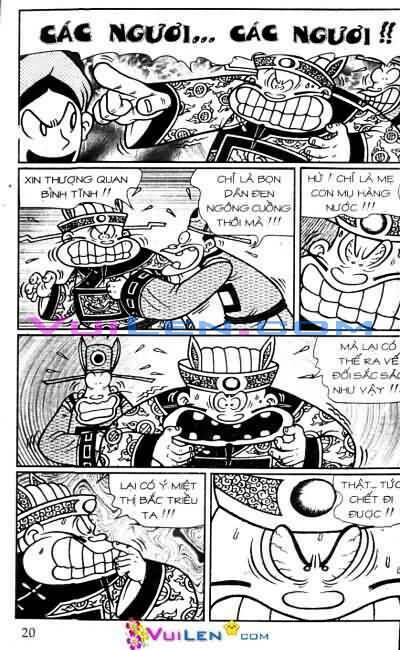 CÁC NGƯƠI... CÁC NGƯƠI !!
XIN THƯỢNG QUAN
BÌNH TĨNH !!
CHỈ LÀ BỌN
DÂN ĐEN
NGÔNG CUỒNG
THÔI MÀ !!!
HỪ ! CHỈ LÀ MẸ
CON MỤ HÀNG
NƯỚC !!!
VuiLen.com
MÀ LẠI CÓ
THỂ RA VẾ
ĐỐI SẮC SẢO
NHƯ VẬY !!!
LẠI CÓ Ý MIỆT
THỊ BẮC TRIỀU
TA !!!
THẬT... TỨC
CHẾT ĐI
ĐƯỢC !!
20
VuiLen.com